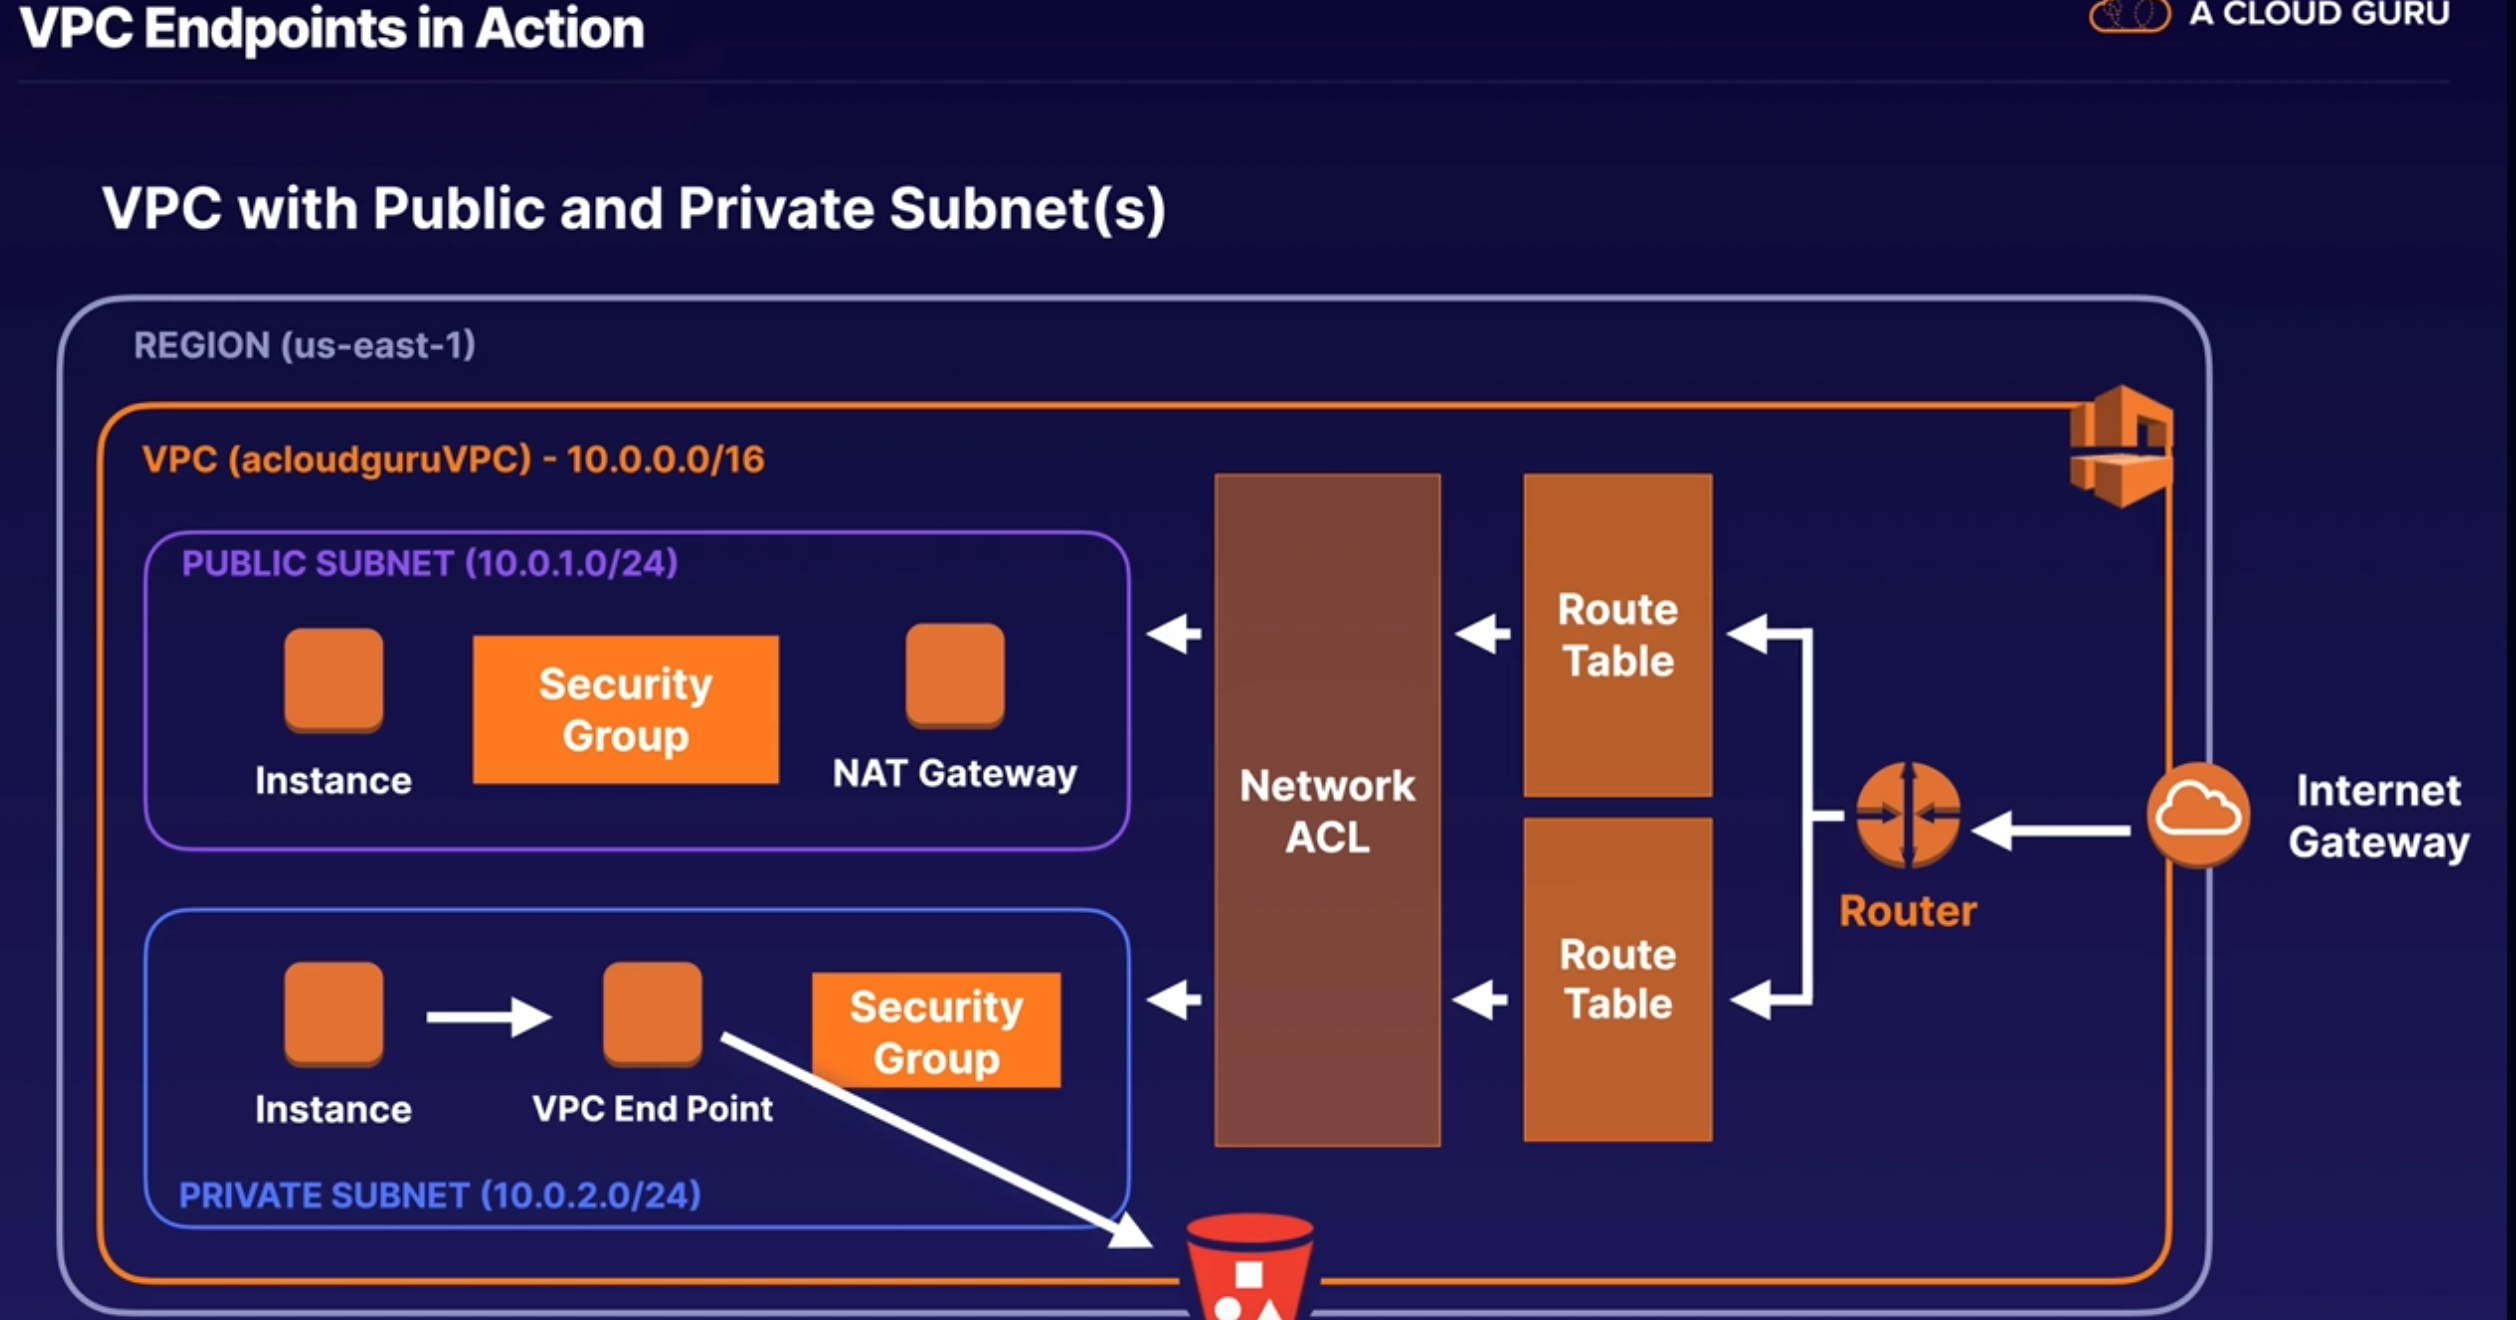 VPC Endpoints in Action
A CLOUD GURU
VPC with Public and Private Subnet(s)
REGION (us-east-1)
VPC (acloudguruVPC) - 10.0.0.0/16
PUBLIC SUBNET (10.0.1.0/24)
Instance
Security
Group
NAT Gateway
Network
ACL
Route
Table
Router
Internet
Gateway
Instance
VPC End Point
Security
Group
Route
Table
PRIVATE SUBNET (10.0.2.0/24)